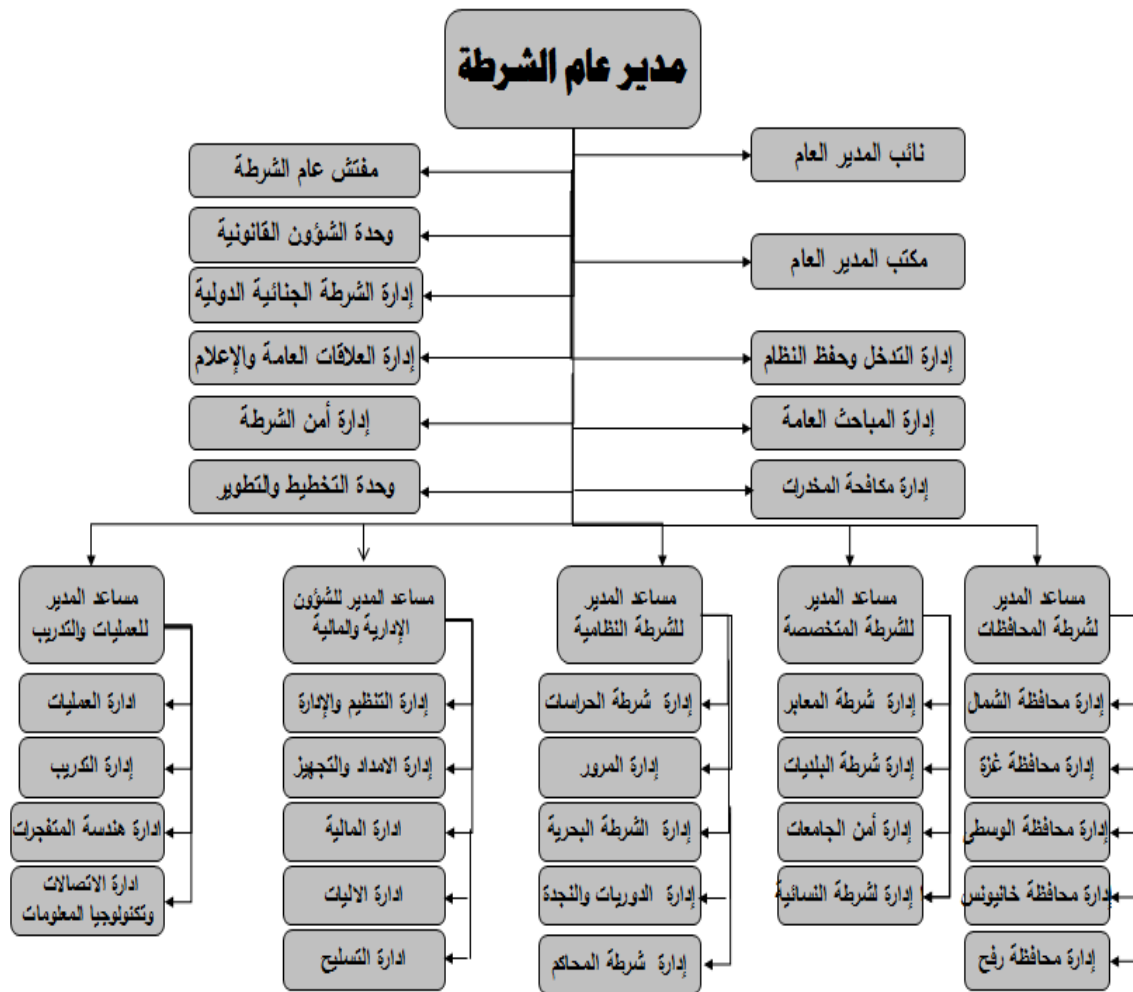 مدير عام الشرطة
نائب المدير العام
مكتب المدير العام
إدارة التدخل وحفظ النظام
إدارة المباحث العامة
إدارة مكافحة المخدرات
مفتش عام الشرطة
وحدة الشؤون القانونية
إدارة الشرطة الجنائية الدولية
إدارة العلاقات العامة والإعلام
إدارة أمن الشرطة
وحدة التخطيط والتطوير
مساعد المدير
لشرطة المحافظات
إدارة محافظة الشمال
إدارة محافظة غزة
إدارة محافظة الوسطى
إدارة محافظة خانيونس
إدارة محافظة رفح
مساعد المدير
للشرطة المتخصصة
إدارة شرطة المعابر
إدارة شرطة البلديات
إدارة أمن الجامعات
إدارة لشرطة النسائية
مساعد المدير
للشرطة النظامية
إدارة شرطة الحراسات
إدارة المرور
إدارة الشرطة البحرية
إدارة الدوريات والنجدة
إدارة شرطة المحاكم
مساعد المدير للشؤون
الإدارية والمالية
إدارة التنظيم والإدارة
إدارة الامداد والتجهيز
ادارة المالية
ادارة الاليات
ادارة التسليح
مساعد المدير
للعمليات والتدريب
ادارة العمليات
إدارة التدريب
ادارة هندسة المتفجرات
ادارة الاتصالات
وتكنولوجيا المعلومات